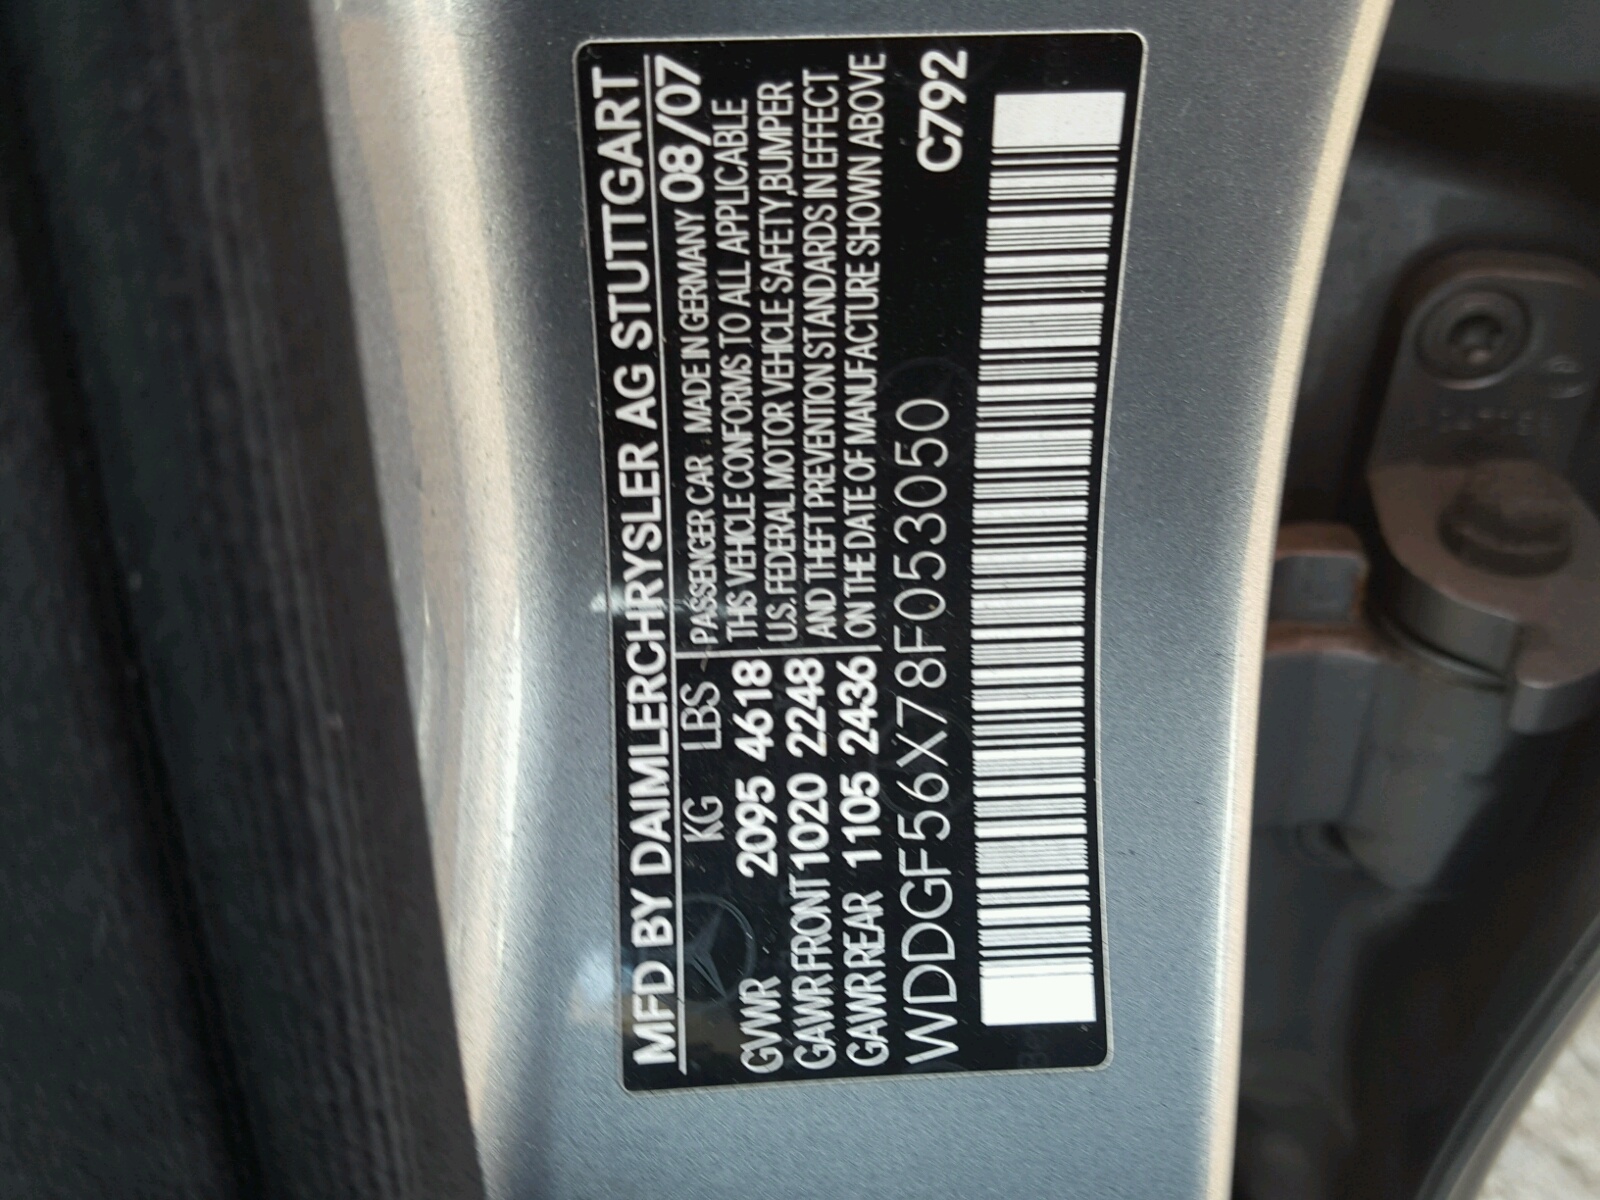 MFD BY DAIMLERCHRYSLER AG STUTTGART
KG LBS PASSENGER CAR . MADE IN GERMANY 08/07
GVWR 2095 4618 THIS VEHICLE CONFORMS TO ALL APPLICABLE
GAWR FRONT 1020 2248 U.S. FEDERAL MOTOR VEHICLE SAFETY,BUMPER
GAWR REAR 1105 2436 AND THEFT PREVENTION STANDARDS IN EFFECT
ON THE DATE OF MANUFACTURE SHOWN ABOVE
WDDGF56X78F053050 C792